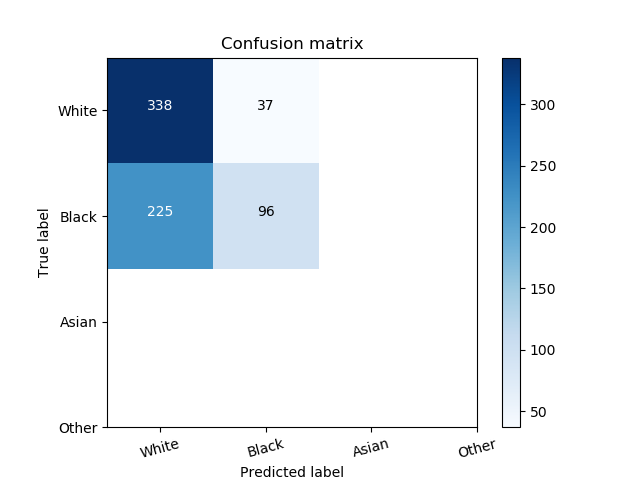 Confusion matrix
White
338
37
300
250
Black
225
96
200
150
Asian
100
50
Other
White
Black
Asian
Other
True label
Predicted label